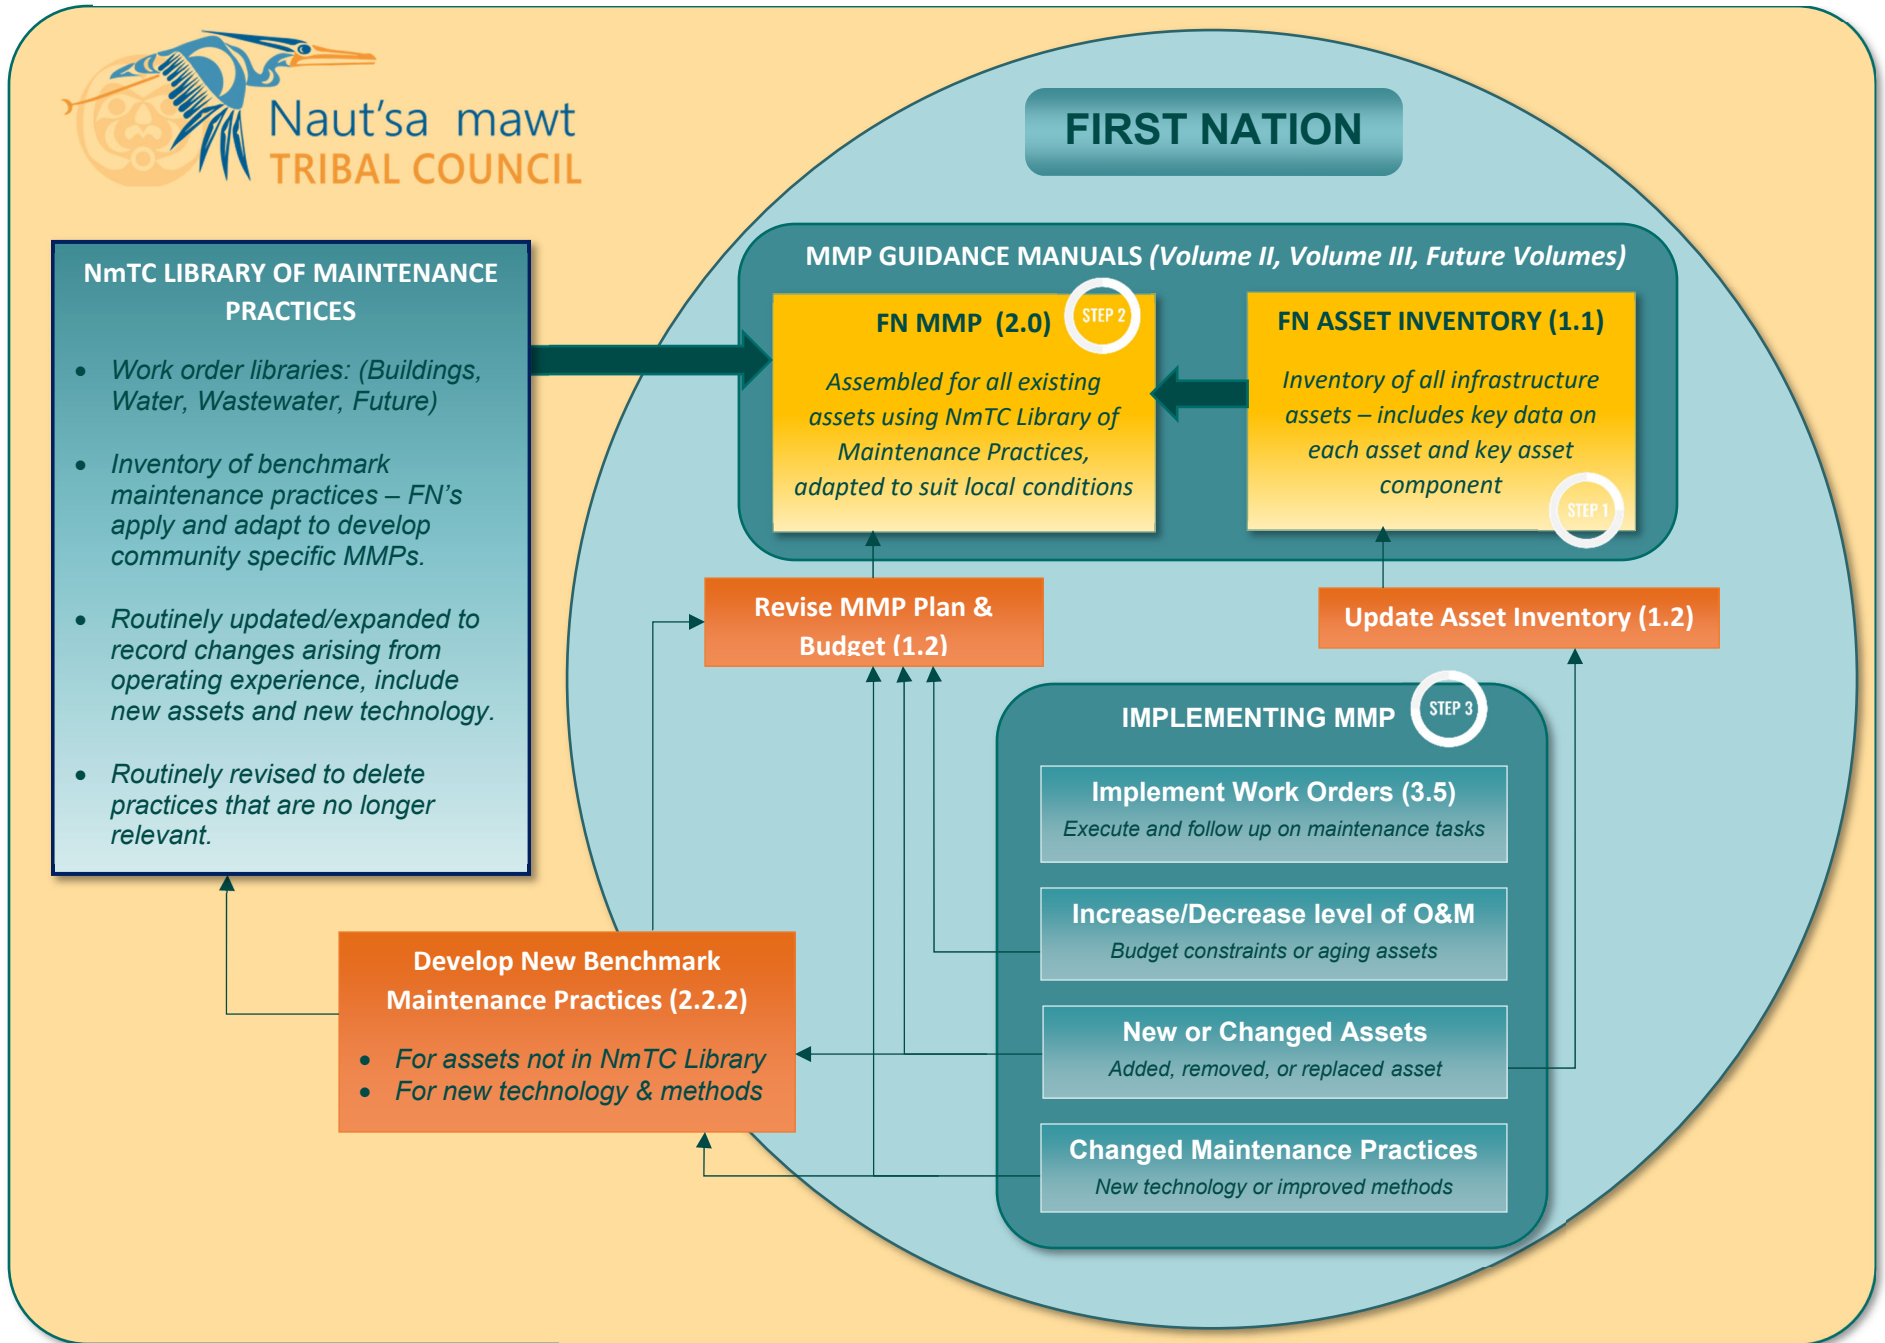 Naut'sa mawt
TRIBAL COUNCIL
FIRST NATION
NmTC LIBRARY OF MAINTENANCE
PRACTICES
• Work order libraries: (Buildings,
Water, Wastewater, Future)
• Inventory of benchmark
maintenance practices – FN's
apply and adapt to develop
community specific MMPs.
• Routinely updated/expanded to
record changes arising from
operating experience, include
new assets and new technology.
• Routinely revised to delete
practices that are no longer
relevant.
MMP GUIDANCE MANUALS (Volume II, Volume III, Future Volumes)
FN MMP (2.0)
STEP 2
Assembled for all existing
assets using NmTC Library of
Maintenance Practices,
adapted to suit local conditions
FN ASSET INVENTORY (1.1)
Inventory of all infrastructure
assets – includes key data on
each asset and key asset
component
STEP 1
Revise MMP Plan &
Budget (1.2)
Update Asset Inventory (1.2)
IMPLEMENTING MMP
STEP 3
Implement Work Orders (3.5)
Execute and follow up on maintenance tasks
Increase/Decrease level of O&M
Budget constraints or aging assets
New or Changed Assets
Added, removed, or replaced asset
Changed Maintenance Practices
New technology or improved methods
Develop New Benchmark
Maintenance Practices (2.2.2)
• For assets not in NmTC Library
• For new technology & methods